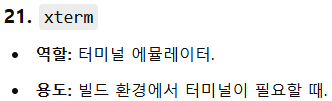 21. xterm
• 역할: 터미널 에뮬레이터.
• 용도: 빌드 환경에서 터미널이 필요할 때.